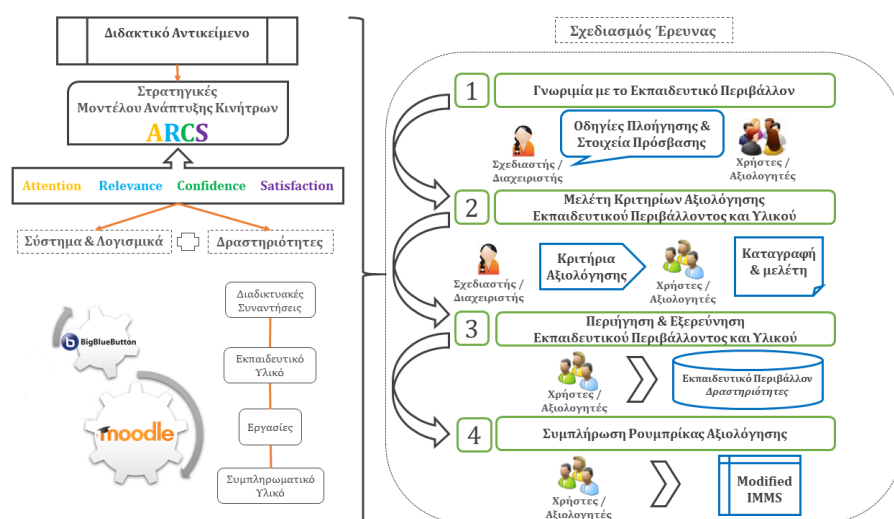 Διδακτικό Αντικείμενο
Στρατηγικές
Μοντέλου Ανάπτυξης Κινήτρων
ARCS
Attention Relevance Confidence Satisfaction
Σύστημα & Λογισμικά
Δραστηριότητες
BigBlueButton
moodle
Διαδικτυακές
Συναντήσεις
Εκπαιδευτικό
Υλικό
Εργασίες
Συμπληρωματικό
Υλικό
Σχεδιασμός Έρευνας
1
Γνωριμία με το Εκπαιδευτικό Περιβάλλον
Σχεδιαστής /
Διαχειριστής
Οδηγίες Πλοήγησης &
Στοιχεία Πρόσβασης
Χρήστες /
Αξιολογητές
2
Μελέτη Κριτηρίων Αξιολόγησης
Εκπαιδευτικού Περιβάλλοντος και Υλικού
Σχεδιαστής /
Διαχειριστής
Κριτήρια
Αξιολόγησης
Χρήστες /
Αξιολογητές
Καταγραφή
& μελέτη
3
Περιήγηση & Εξερεύνηση
Εκπαιδευτικού Περιβάλλοντος και Υλικού
Χρήστες /
Αξιολογητές
Εκπαιδευτικό Περιβάλλον
Δραστηριότητες
4
Συμπλήρωση Ρουμπρίκας Αξιολόγησης
Χρήστες /
Αξιολογητές
Modified
IMMS